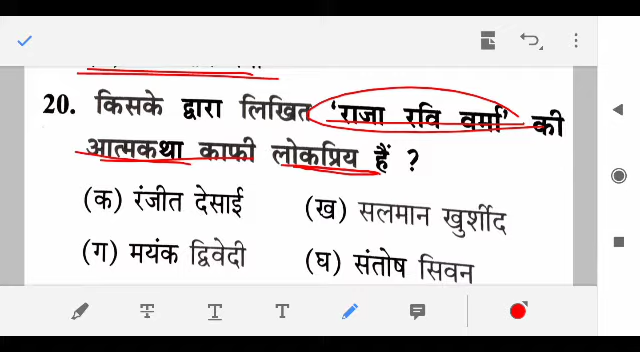 20. किसके द्वारा लिखित ‘राजा रवि वर्मा’ की
आत्मकथा काफी लोकप्रिय हैं ?
(क) रंजीत देसाई (ख) सलमान खुर्शीद
(ग) मयंक द्विवेदी (घ) संतोष सिवन